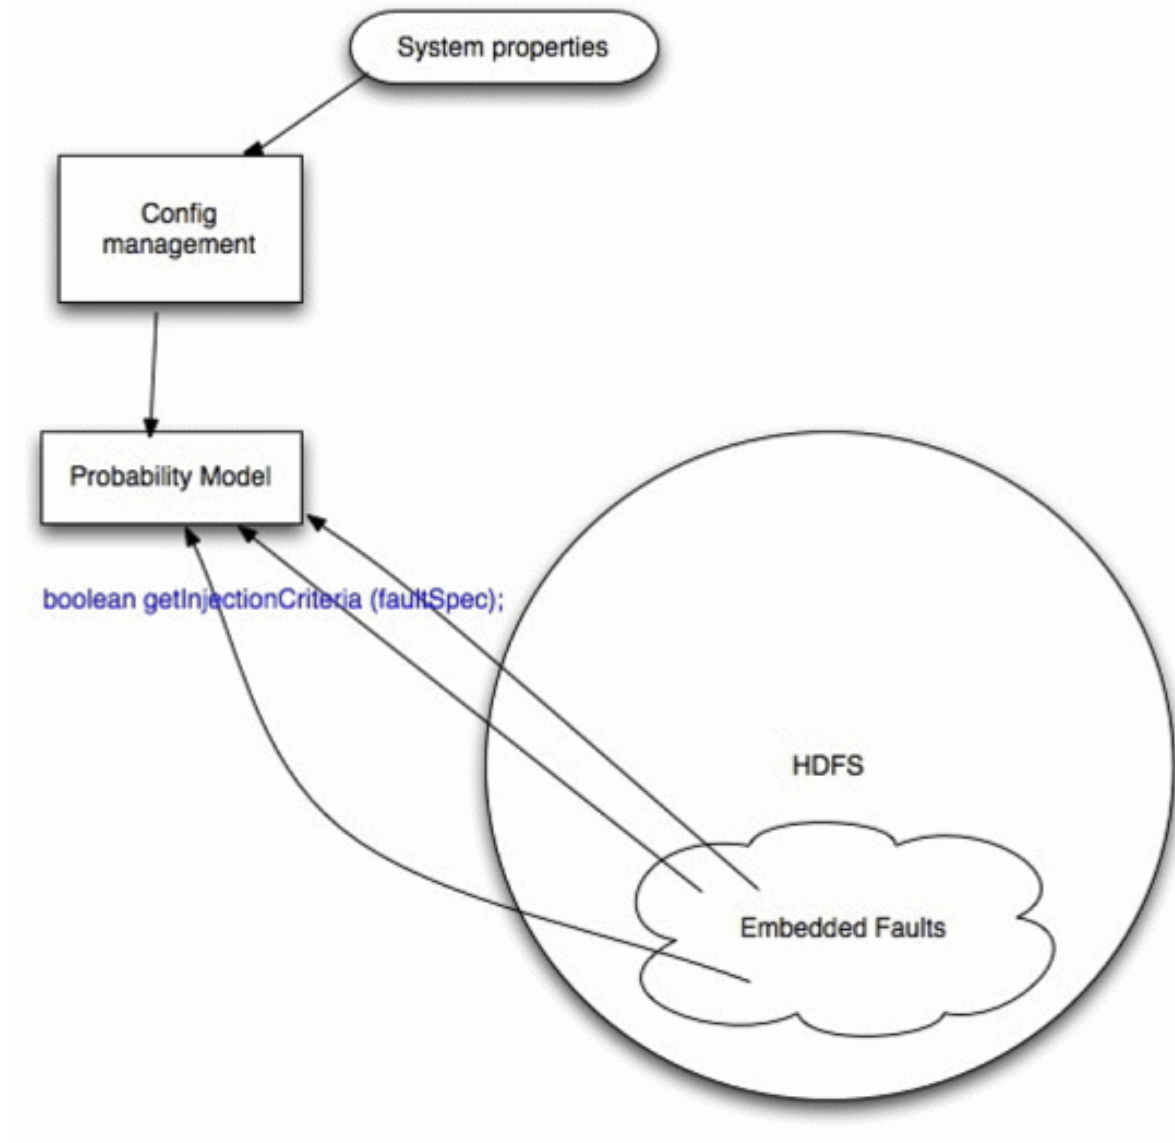 System properties
Config
management
Probability Model
boolean getInjectionCriteria (faultSpec);
HDFS
Embedded Faults